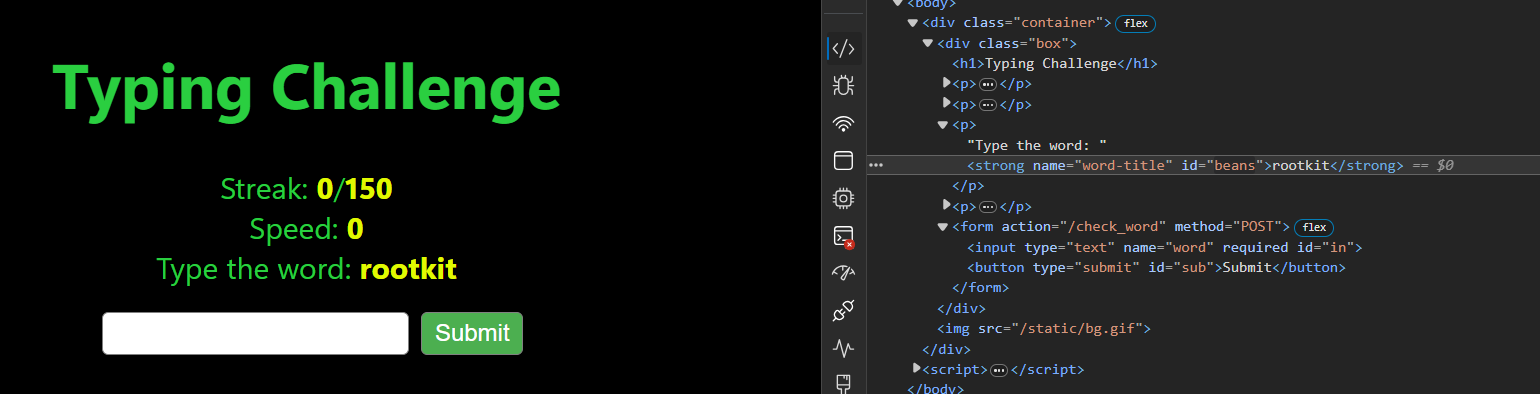 Typing Challenge
Streak: 0/150
Speed: 0
Type the word: rootkit
Submit
<body>
<div class="container"> flex
<div class="box">
<h1>Typing Challenge</h1>
<p> ... </p>
<p> ... </p>
<p>
"Type the word: "
... <strong name="word-title" id="beans">rootkit</strong> == $0
</p>
<p> ... </p>
<form action="/check_word" method="POST"> flex
<input type="text" name="word" required id="in">
<button type="submit" id="sub">Submit</button>
</form>
</div>
<img src="/static/bg.gif">
</div>
<script> ... </script>
</body>